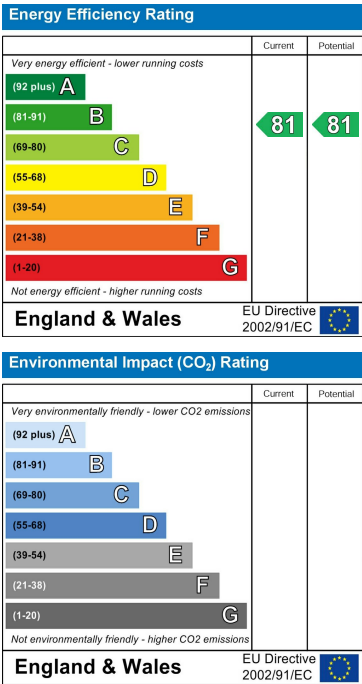 Energy Efficiency Rating
Current Potential
Very energy efficient - lower running costs
(92 plus) A
(81-91) B 81 81
(69-80) C
(55-68) D
(39-54) E
(21-38) F
(1-20) G
Not energy efficient - higher running costs
England & Wales EU Directive
2002/91/EC
Environmental Impact (CO₂) Rating
Current Potential
Very environmentally friendly - lower CO2 emissions
(92 plus) A
(81-91) B
(69-80) C
(55-68) D
(39-54) E
(21-38) F
(1-20) G
Not environmentally friendly - higher CO2 emissions
England & Wales EU Directive
2002/91/EC